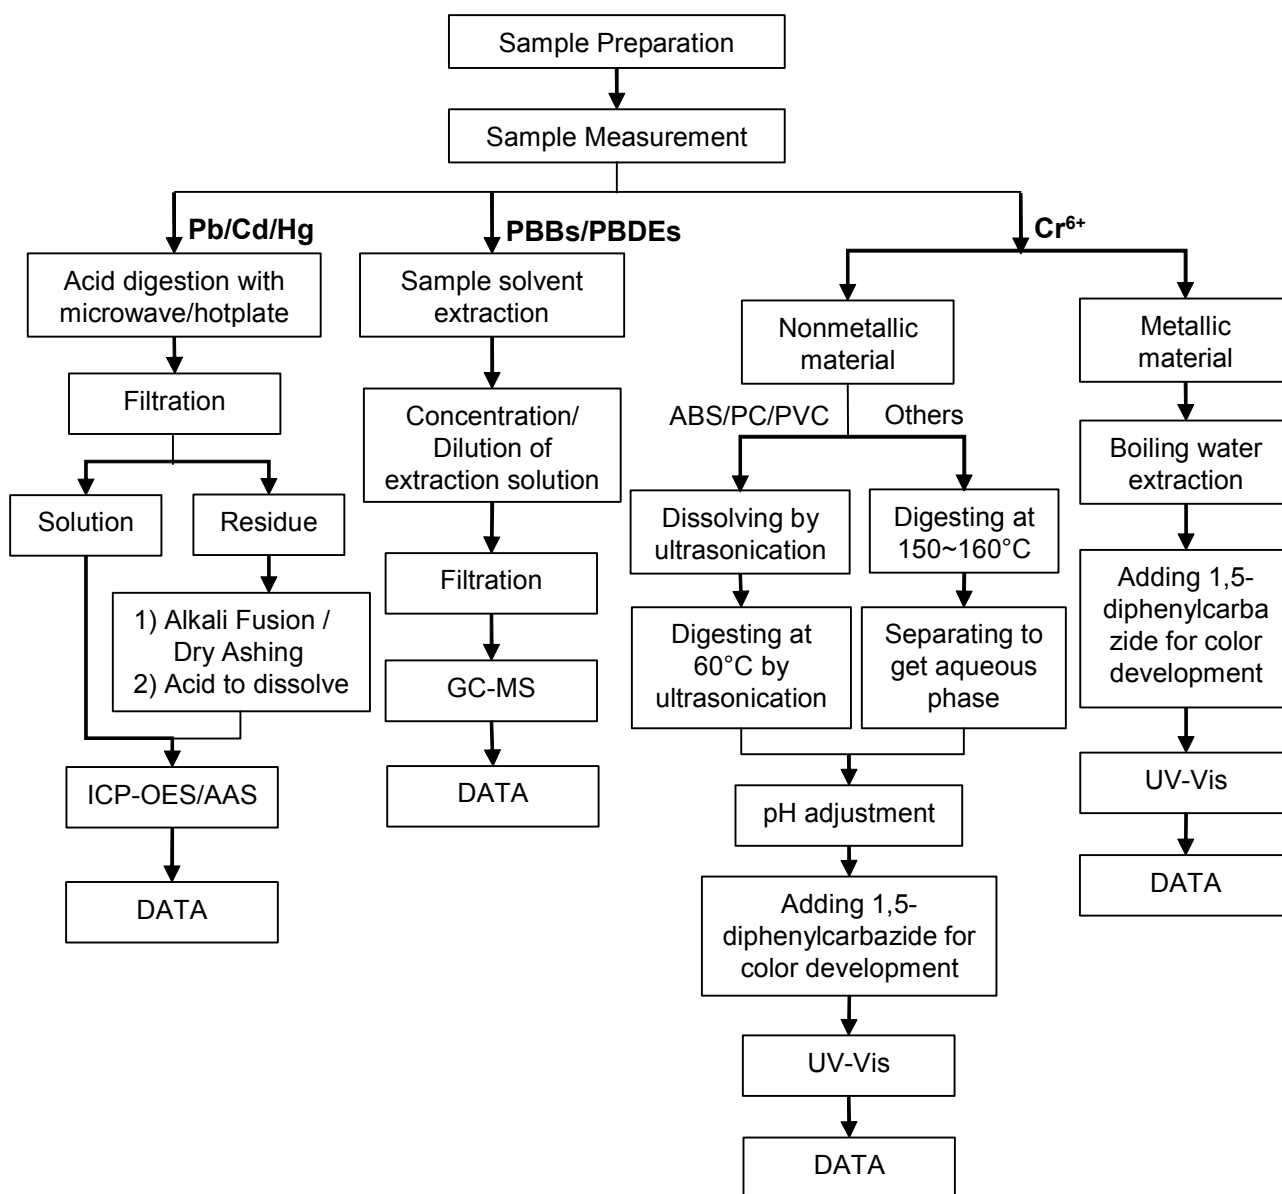 Sample Preparation
Sample Measurement
Pb/Cd/Hg
PBBs/PBDEs
Cr⁶⁺
Acid digestion with
microwave/hotplate
Filtration
Solution
Residue
1) Alkali Fusion /
Dry Ashing
2) Acid to dissolve
ICP-OES/AAS
DATA
Sample solvent
extraction
Concentration/
Dilution of
extraction solution
Filtration
GC-MS
DATA
Nonmetallic
material
ABS/PC/PVC
Others
Dissolving by
ultrasonication
Digesting at
60°C by
ultrasonication
Digesting at
150~160°C
Separating to
get aqueous
phase
pH adjustment
Adding 1,5-
diphenylcarbazide for
color development
UV-Vis
DATA
Metallic
material
Boiling water
extraction
Adding 1,5-
diphenylcarba
zide for color
development
UV-Vis
DATA